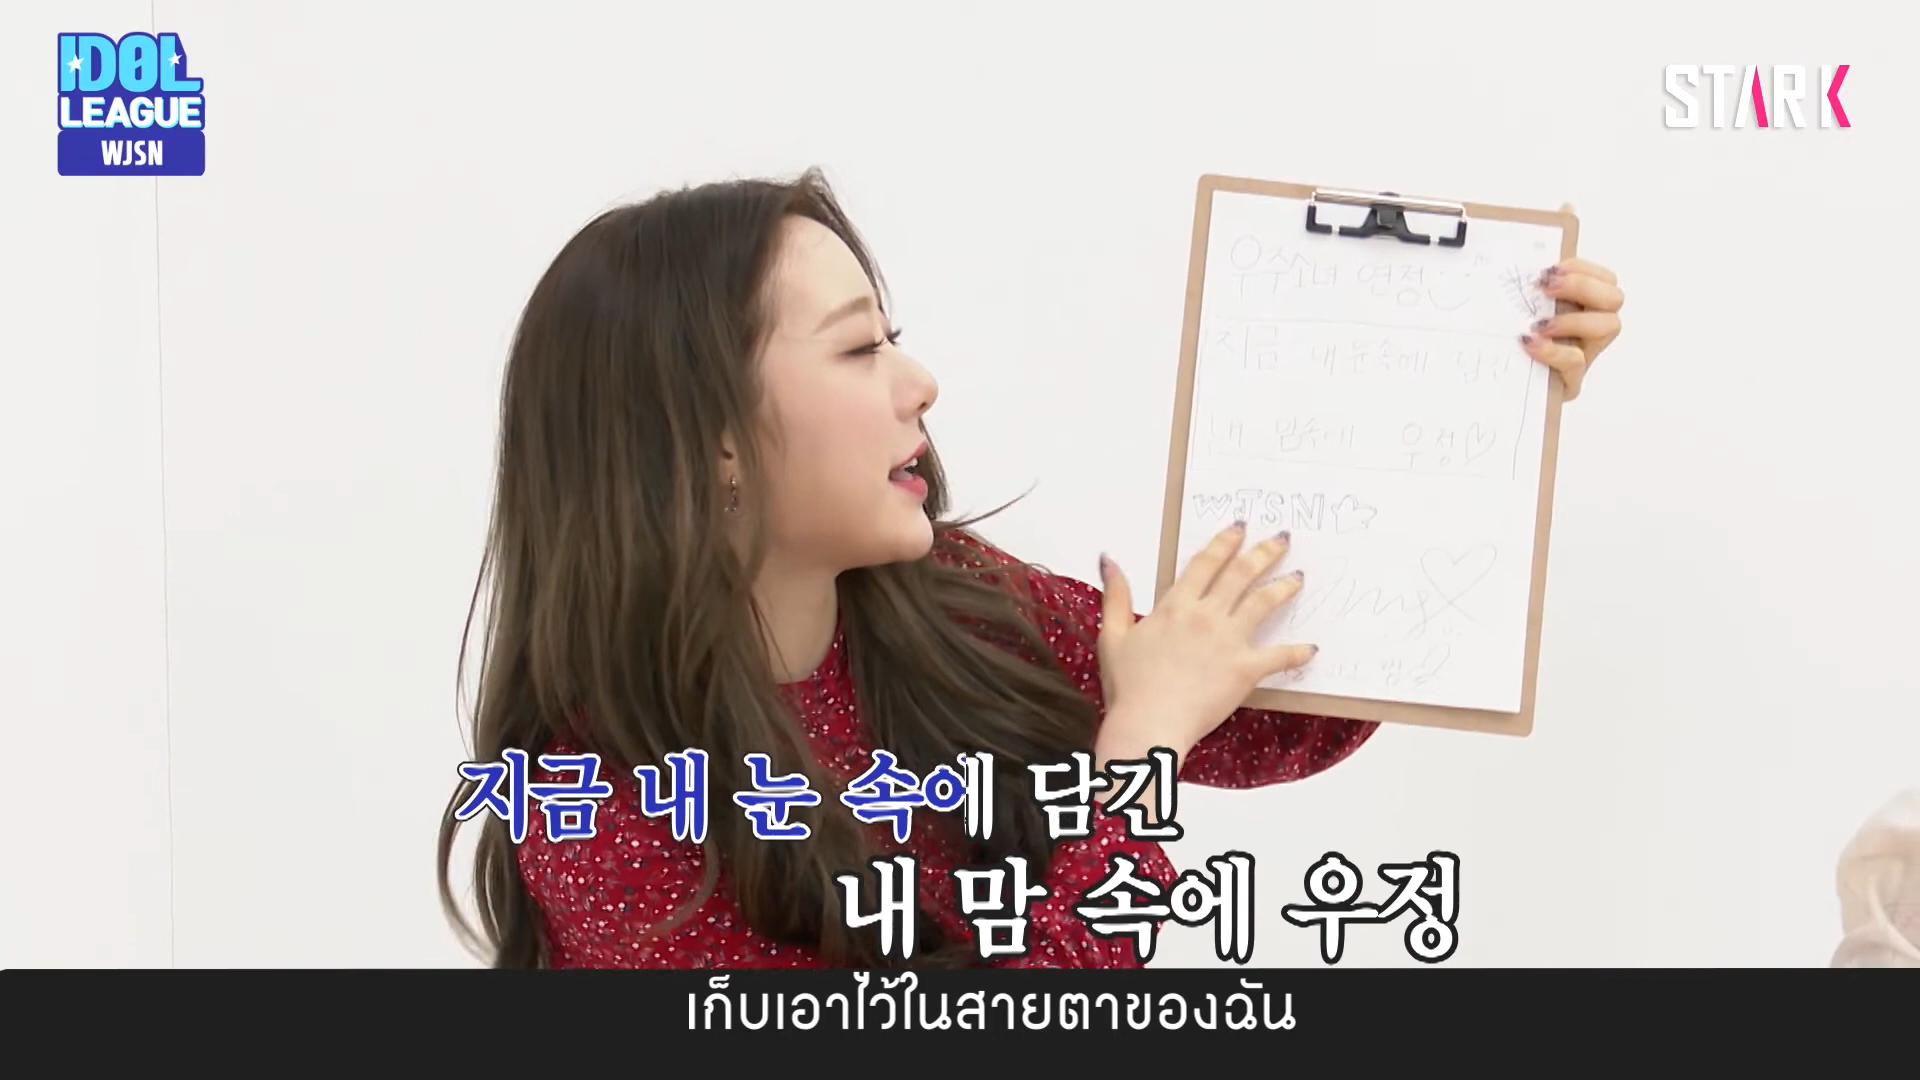 IDOL
LEAGUE
WJSN
STARK
우주소녀 연정
지금 내 눈속에 담긴
내 맘속에 우정♡
WJSN
지금 내 눈 속에 담긴
내 맘 속에 우정
เก็บเอาไว้ในสายตาของฉัน